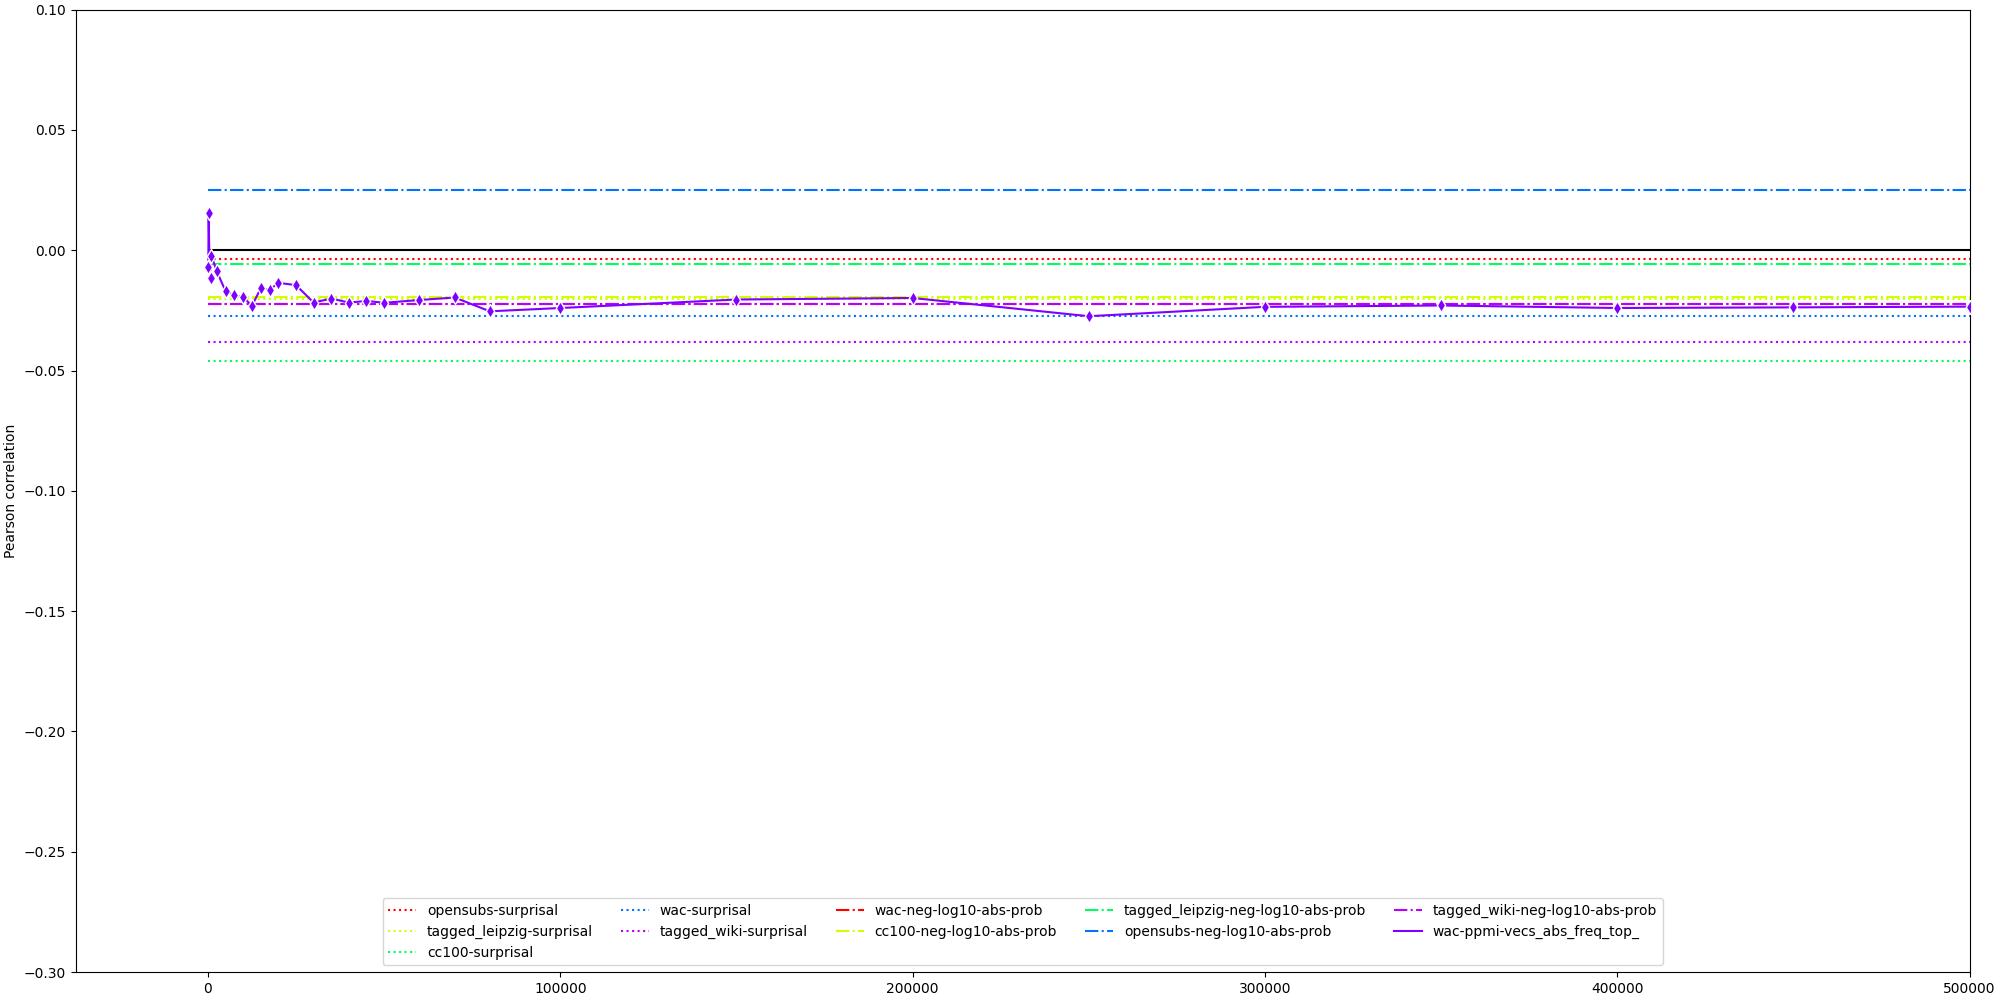 0.10
0.05
0.00
−0.05
−0.10
−0.15
−0.20
−0.25
−0.30
Pearson correlation
opensubs-surprisal
tagged_leipzig-surprisal
cc100-surprisal
wac-surprisal
tagged_wiki-surprisal
wac-neg-log10-abs-prob
cc100-neg-log10-abs-prob
tagged_leipzig-neg-log10-abs-prob
opensubs-neg-log10-abs-prob
tagged_wiki-neg-log10-abs-prob
wac-ppmi-vecs_abs_freq_top_
0 100000 200000 300000 400000 500000